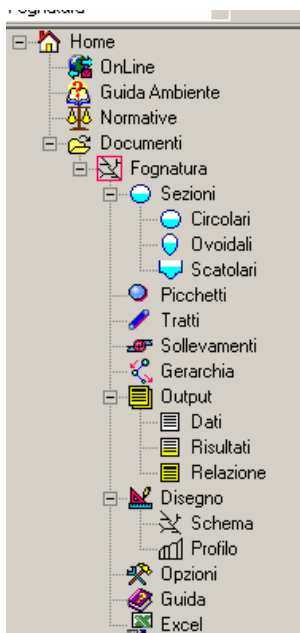 Fognatura
Home
OnLine
Guida Ambiente
Normative
Documenti
Fognatura
Sezioni
Circolari
Ovoidali
Scatolari
Picchetti
Tratti
Sollevamenti
Gerarchia
Output
Dati
Risultati
Relazione
Disegno
Schema
Profilo
Opzioni
Guida
Excel